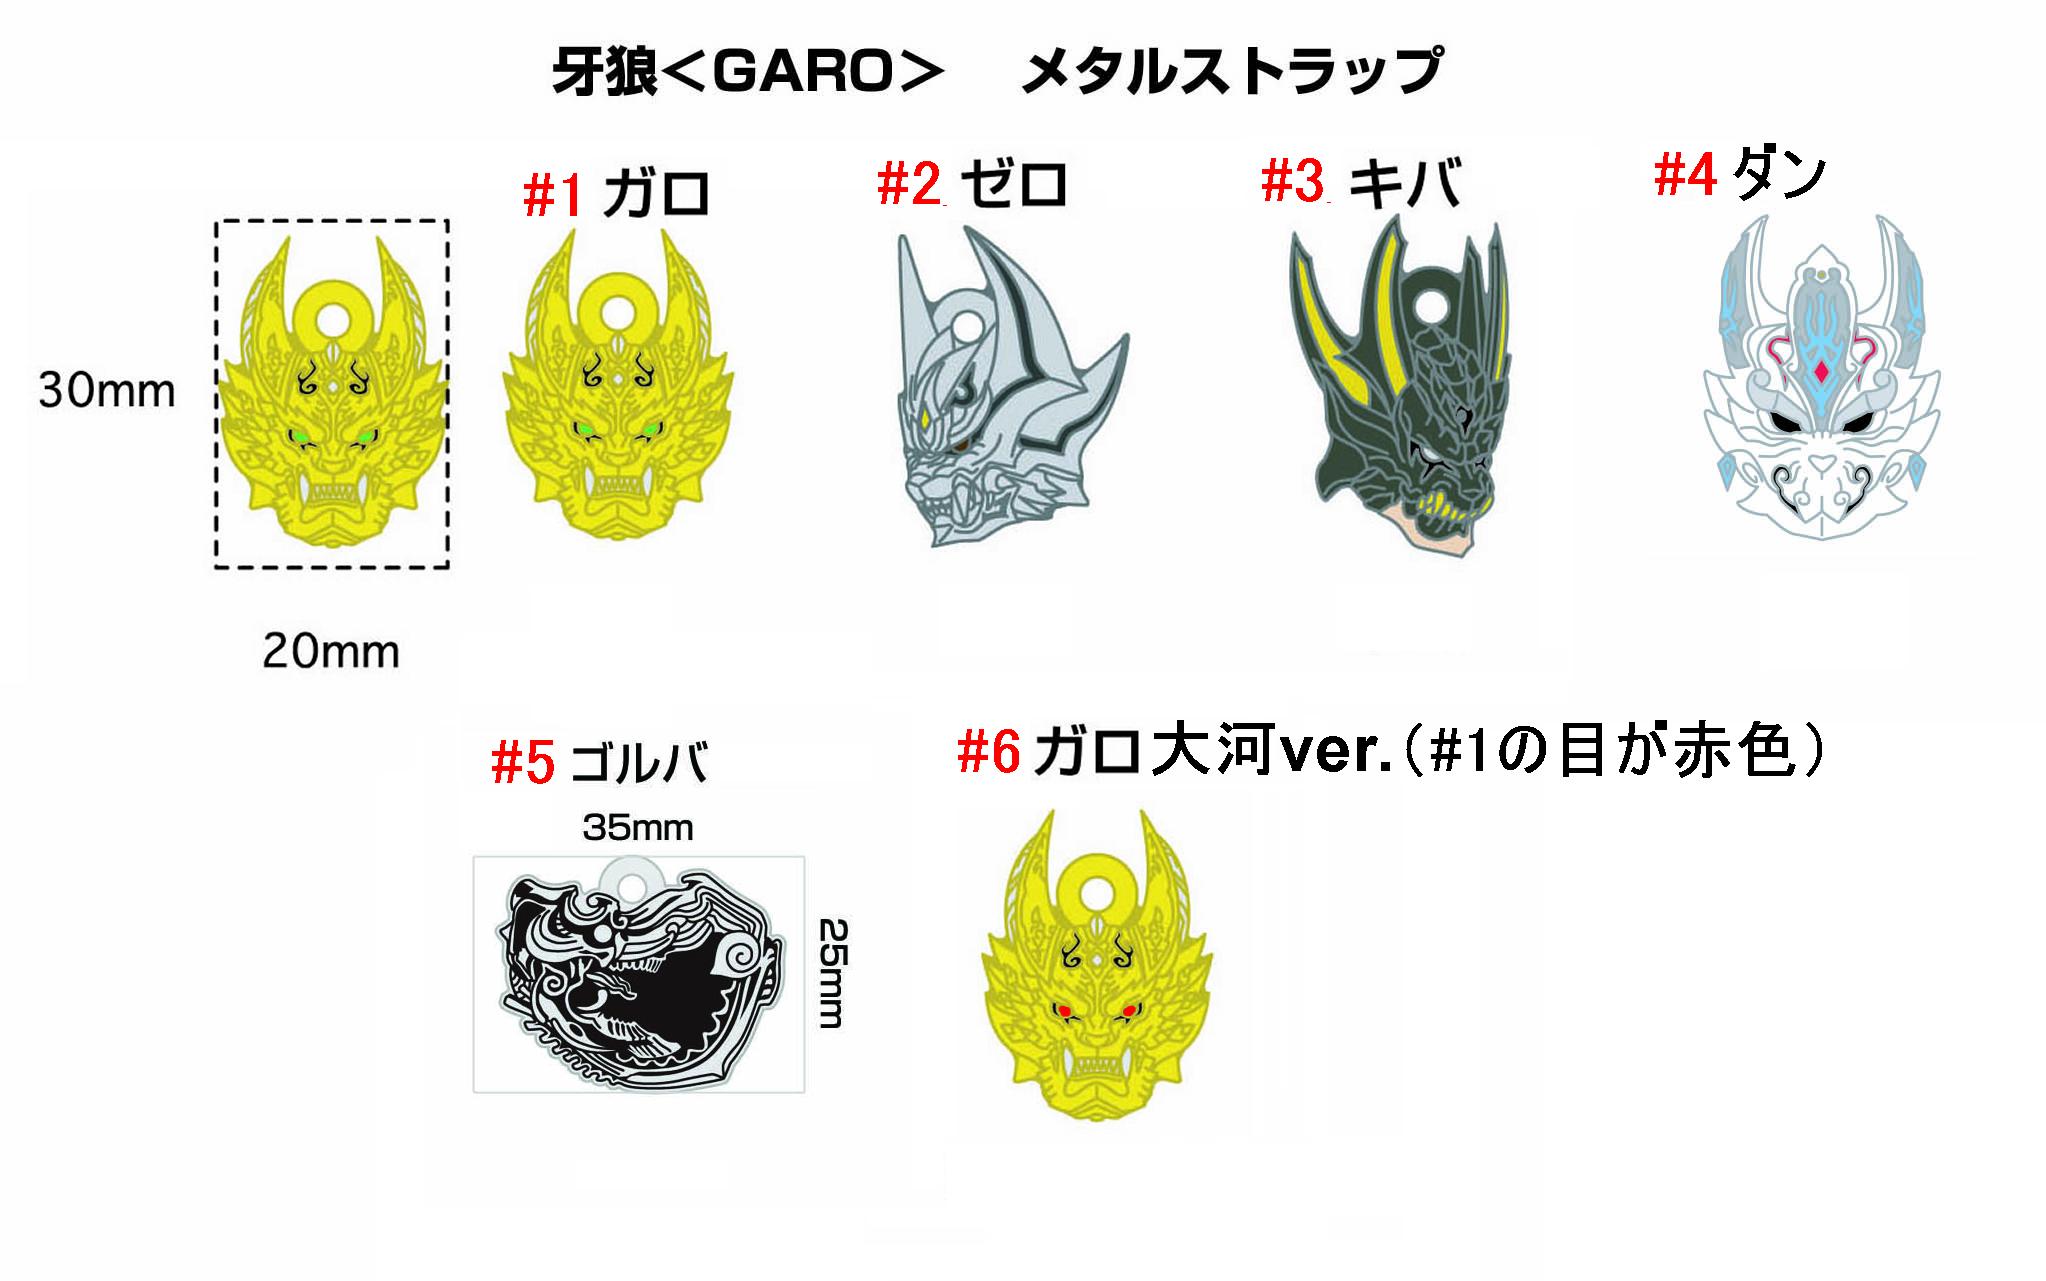 牙狼＜GARO＞　メタルストラップ
#1 ガロ
#2 ゼロ
#3 キバ
#4 ダン
30mm
20mm
#5 ゴルバ
35mm
25mm
#6 ガロ大河ver.（#1の目が赤色）